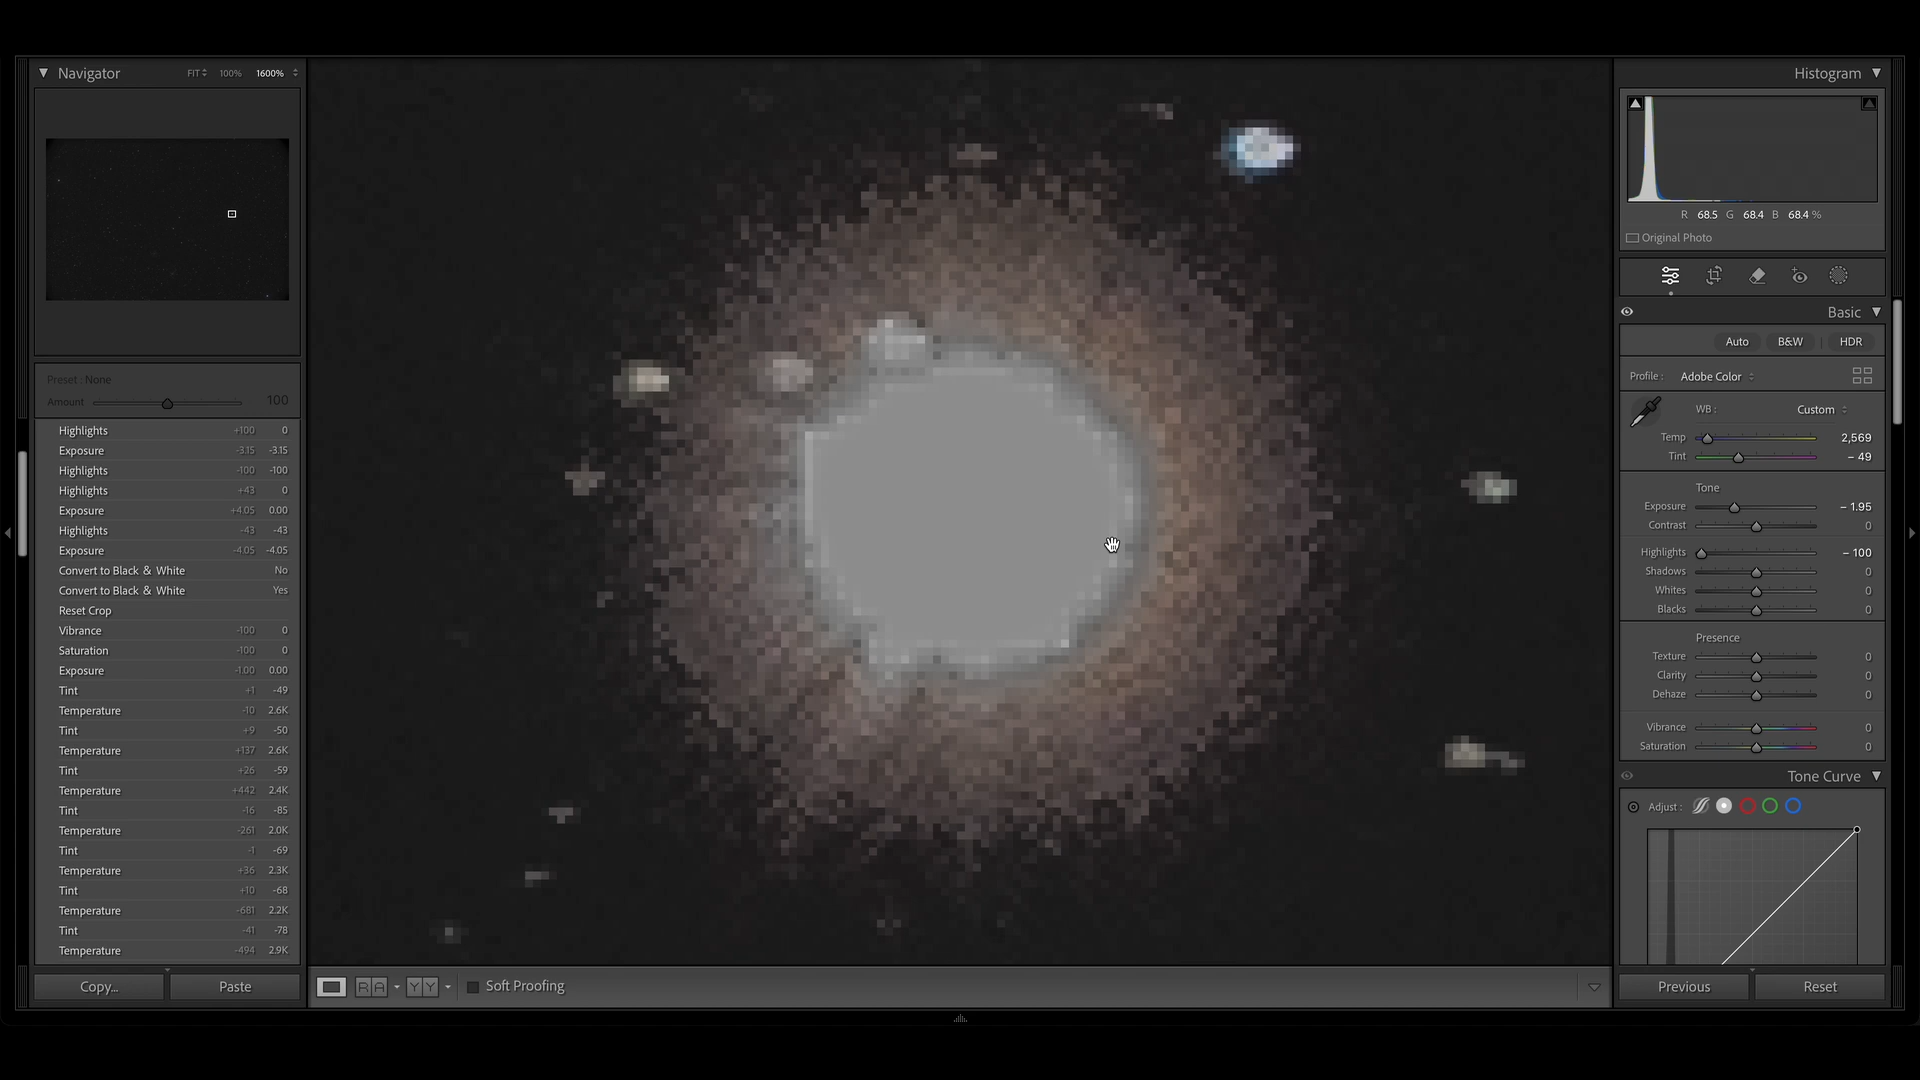 Navigator FIT 100% 1600%
Preset : None
Amount 100
Highlights +100 0
Exposure -3.15 -3.15
Highlights -100 -100
Highlights +43 0
Exposure +4.05 0.00
Highlights -43 -43
Exposure -4.05 -4.05
Convert to Black & White No
Convert to Black & White Yes
Reset Crop
Vibrance -100 0
Saturation -100 0
Exposure -1.00 0.00
Tint +1 -49
Temperature -10 2.6K
Tint +9 -50
Temperature +137 2.6K
Tint +26 -59
Temperature +442 2.4K
Tint -16 -85
Temperature -261 2.0K
Tint -1 -69
Temperature +36 2.3K
Tint +10 -68
Temperature -681 2.2K
Tint -41 -78
Temperature -494 2.9K
Copy... Paste
R A Y Y Soft Proofing
Histogram
R 68.5 G 68.4 B 68.4 %
Original Photo
Basic
Auto B&W HDR
Profile : Adobe Color
WB : Custom
Temp 2,569
Tint – 49
Tone
Exposure – 1.95
Contrast 0
Highlights – 100
Shadows 0
Whites 0
Blacks 0
Presence
Texture 0
Clarity 0
Dehaze 0
Vibrance 0
Saturation 0
Tone Curve
Adjust :
Previous Reset